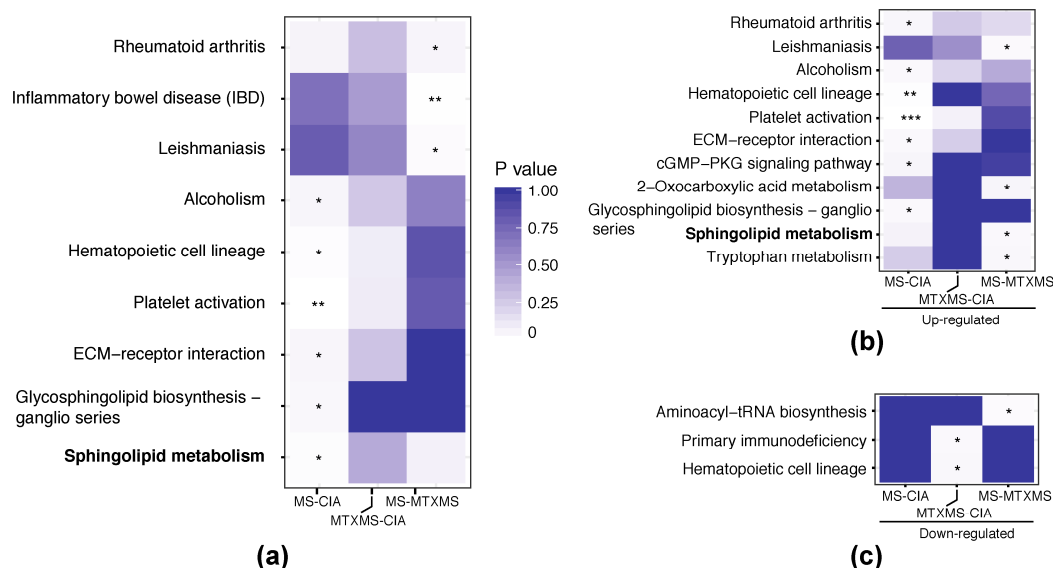 Rheumatoid arthritis
*
Inflammatory bowel disease (IBD)
**
Leishmaniasis
*
Alcoholism
*
Hematopoietic cell lineage
*
Platelet activation
**
ECM−receptor interaction
*
Glycosphingolipid biosynthesis −
ganglio series
*
Sphingolipid metabolism
*
MS-CIA
MTXMS-CIA
MS-MTXMS
(a)
P value
1.00
0.75
0.50
0.25
0
Rheumatoid arthritis
*
Leishmaniasis
*
Alcoholism
*
Hematopoietic cell lineage
**
Platelet activation
***
ECM−receptor interaction
*
cGMP−PKG signaling pathway
*
2−Oxocarboxylic acid metabolism
*
Glycosphingolipid biosynthesis − ganglio
series
*
Sphingolipid metabolism
*
Tryptophan metabolism
*
MS-CIA
MTXMS-CIA
MS-MTXMS
Up-regulated
(b)
Aminoacyl−tRNA biosynthesis
*
Primary immunodeficiency
*
Hematopoietic cell lineage
*
MS-CIA
MTXMS-CIA
MS-MTXMS
Down-regulated
(c)